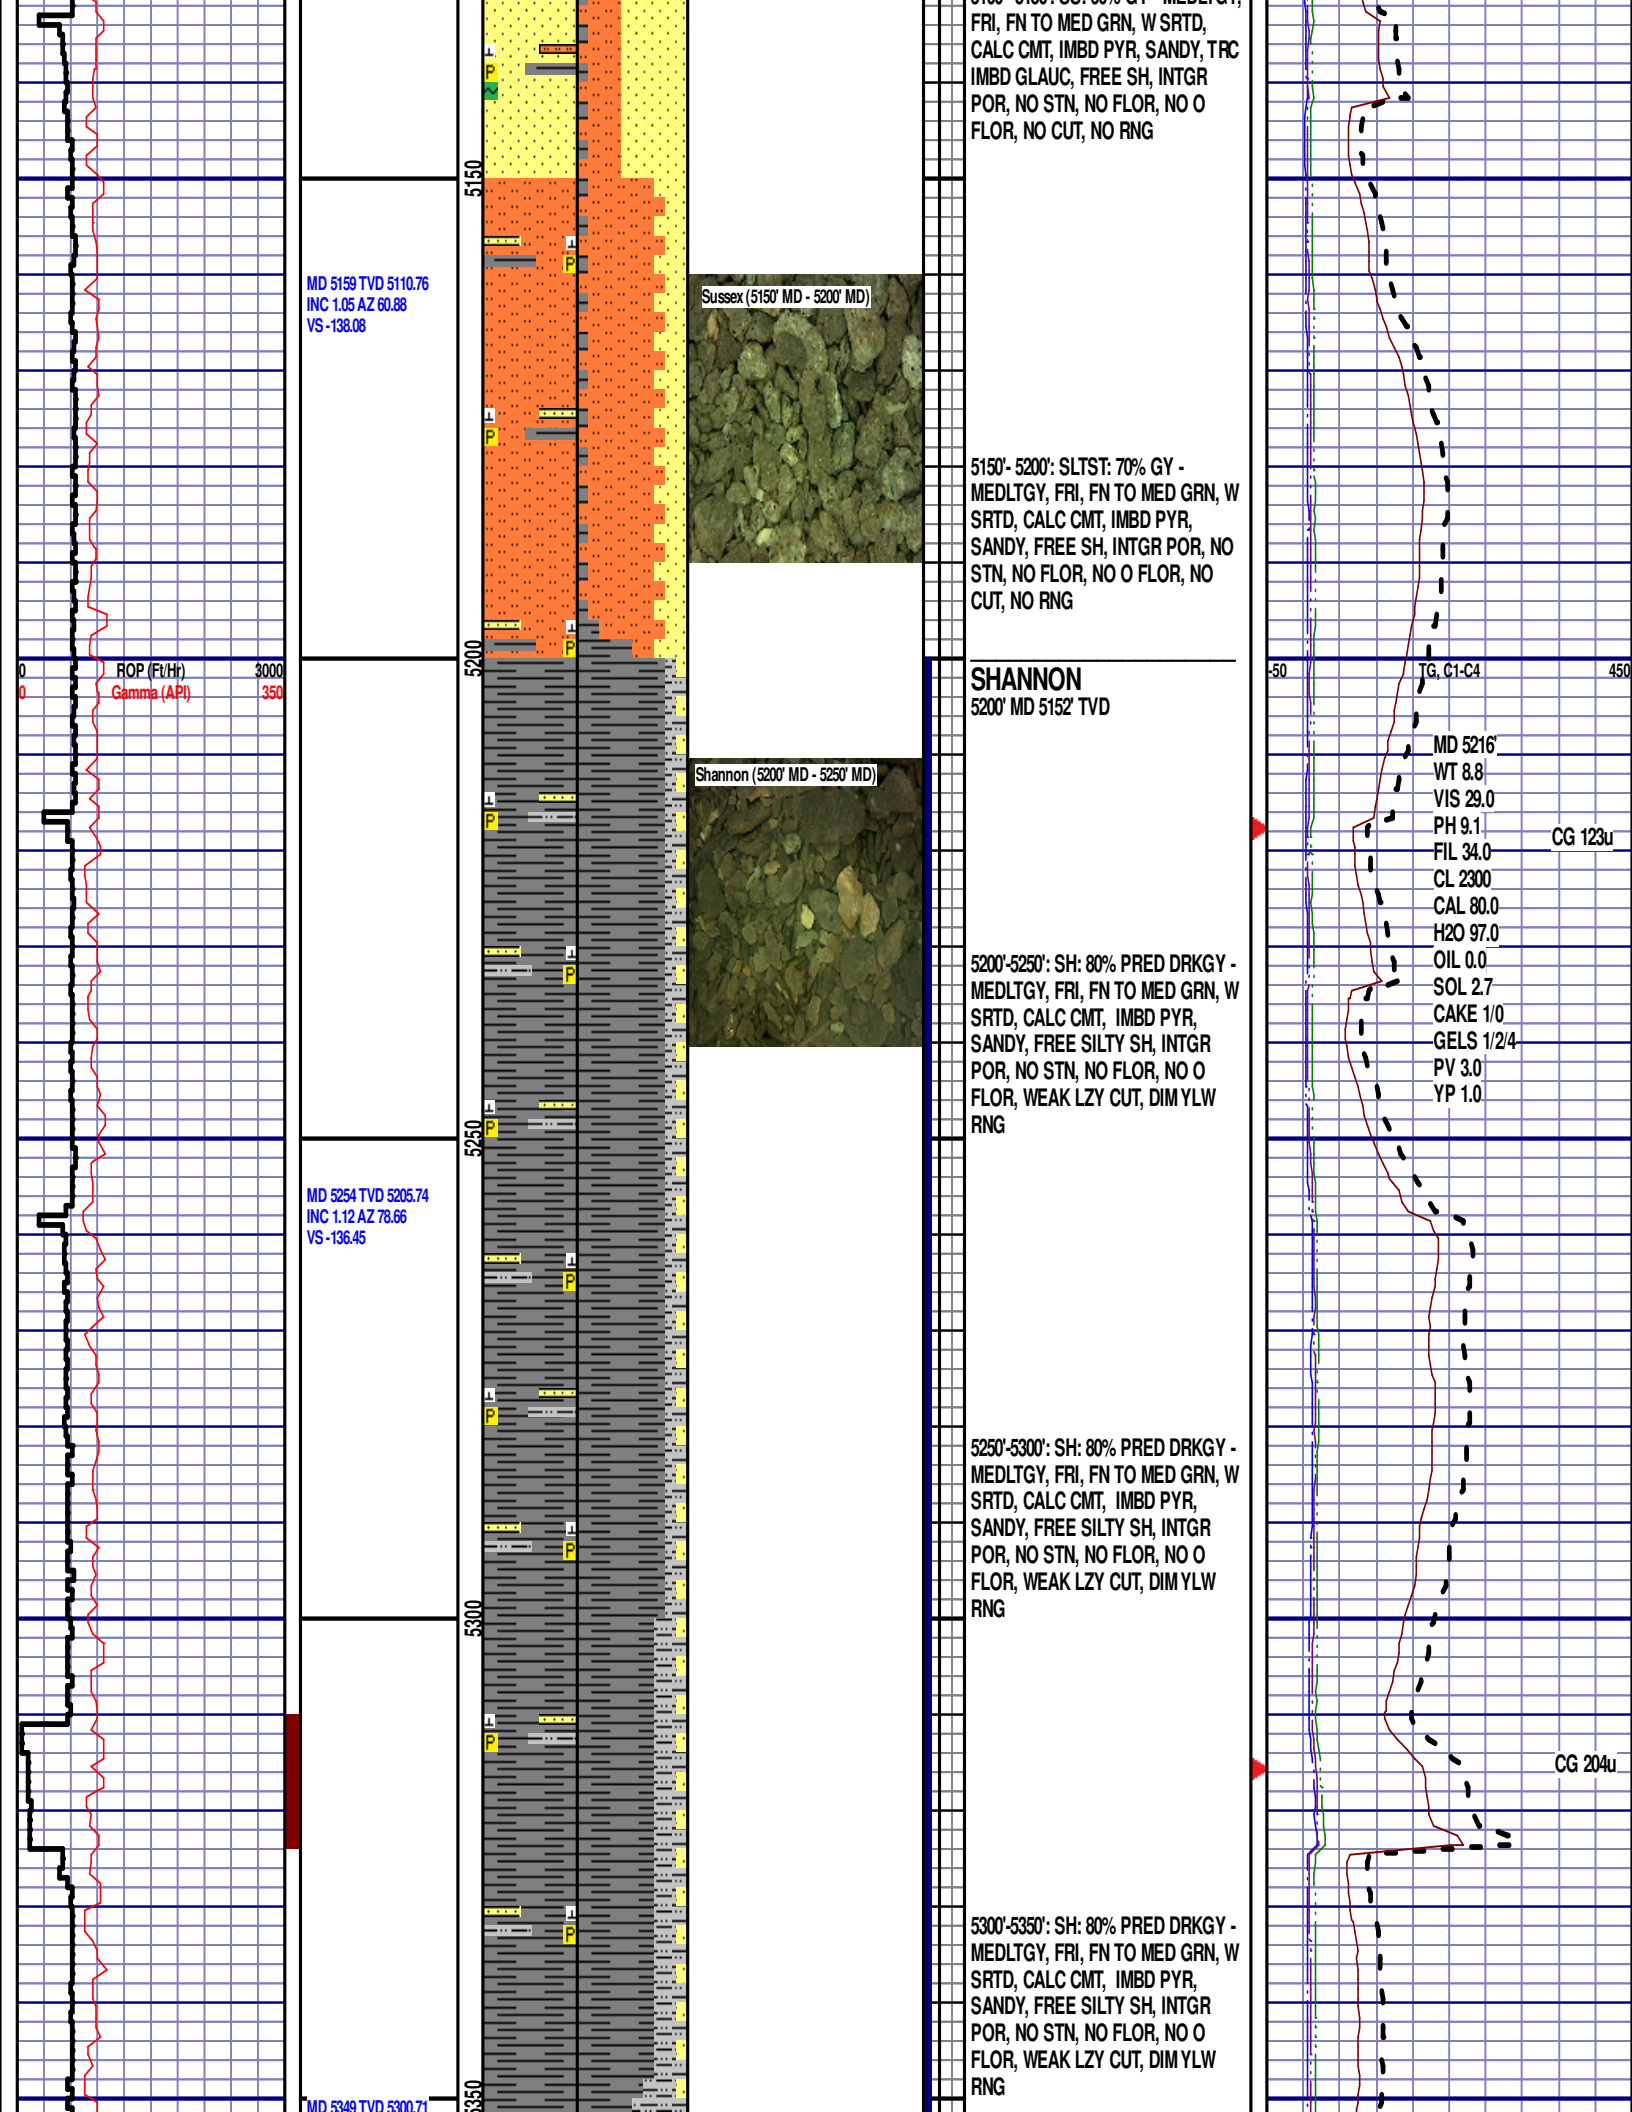 FRI, FN TO MED GRN, W SRTD,
CALC CMT, IMBD PYR, SANDY, TRC
IMBD GLAUC, FREE SH, INTGR
POR, NO STN, NO FLOR, NO O
FLOR, NO CUT, NO RNG
P
5150
MD 5159 TVD 5110.76
INC 1.05 AZ 60.88
VS -138.08
P
Sussex (5150' MD - 5200' MD)
P
5150'- 5200': SLTST: 70% GY -
MEDLTGY, FRI, FN TO MED GRN, W
SRTD, CALC CMT, IMBD PYR,
SANDY, FREE SH, INTGR POR, NO
STN, NO FLOR, NO O FLOR, NO
CUT, NO RNG
P
5200
0 ROP (Ft/Hr) 3000
0 Gamma (API) 350
-50 TG, C1-C4 450
SHANNON
5200' MD 5152' TVD
Shannon (5200' MD - 5250' MD)
P
MD 5216'
WT 8.8
VIS 29.0
PH 9.1
FIL 34.0
CL 2300
CAL 80.0
H2O 97.0
OIL 0.0
SOL 2.7
CAKE 1/0
GELS 1/2/4
PV 3.0
YP 1.0
CG 123u
P
5200'-5250': SH: 80% PRED DRKGY -
MEDLTGY, FRI, FN TO MED GRN, W
SRTD, CALC CMT, IMBD PYR,
SANDY, FREE SILTY SH, INTGR
POR, NO STN, NO FLOR, NO O
FLOR, WEAK LZY CUT, DIM YLW
RNG
P
5250
MD 5254 TVD 5205.74
INC 1.12 AZ 78.66
VS -136.45
P
P
5250'-5300': SH: 80% PRED DRKGY -
MEDLTGY, FRI, FN TO MED GRN, W
SRTD, CALC CMT, IMBD PYR,
SANDY, FREE SILTY SH, INTGR
POR, NO STN, NO FLOR, NO O
FLOR, WEAK LZY CUT, DIM YLW
RNG
P
5300
P
CG 204u
P
5300'-5350': SH: 80% PRED DRKGY -
MEDLTGY, FRI, FN TO MED GRN, W
SRTD, CALC CMT, IMBD PYR,
SANDY, FREE SILTY SH, INTGR
POR, NO STN, NO FLOR, NO O
FLOR, WEAK LZY CUT, DIM YLW
RNG
5350
MD 5349 TVD 5300.71